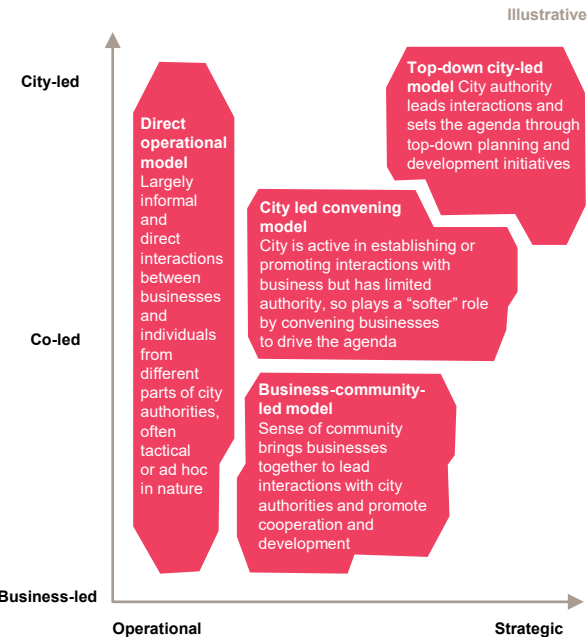 Illustrative
City-led
Top-down city-led
model City authority
leads interactions and
sets the agenda through
top-down planning and
development initiatives
Direct
operational
model
Largely
informal
and
direct
interactions
between
businesses
and
individuals
from
different
parts of city
authorities,
often
tactical
or ad hoc
in nature
City led convening
model
City is active in establishing or
promoting interactions with
business but has limited
authority, so plays a “softer” role
by convening businesses
to drive the agenda
Co-led
Business-community-
led model
Sense of community
brings businesses
together to lead
interactions with city
authorities and promote
cooperation and
development
Business-led
Operational
Strategic